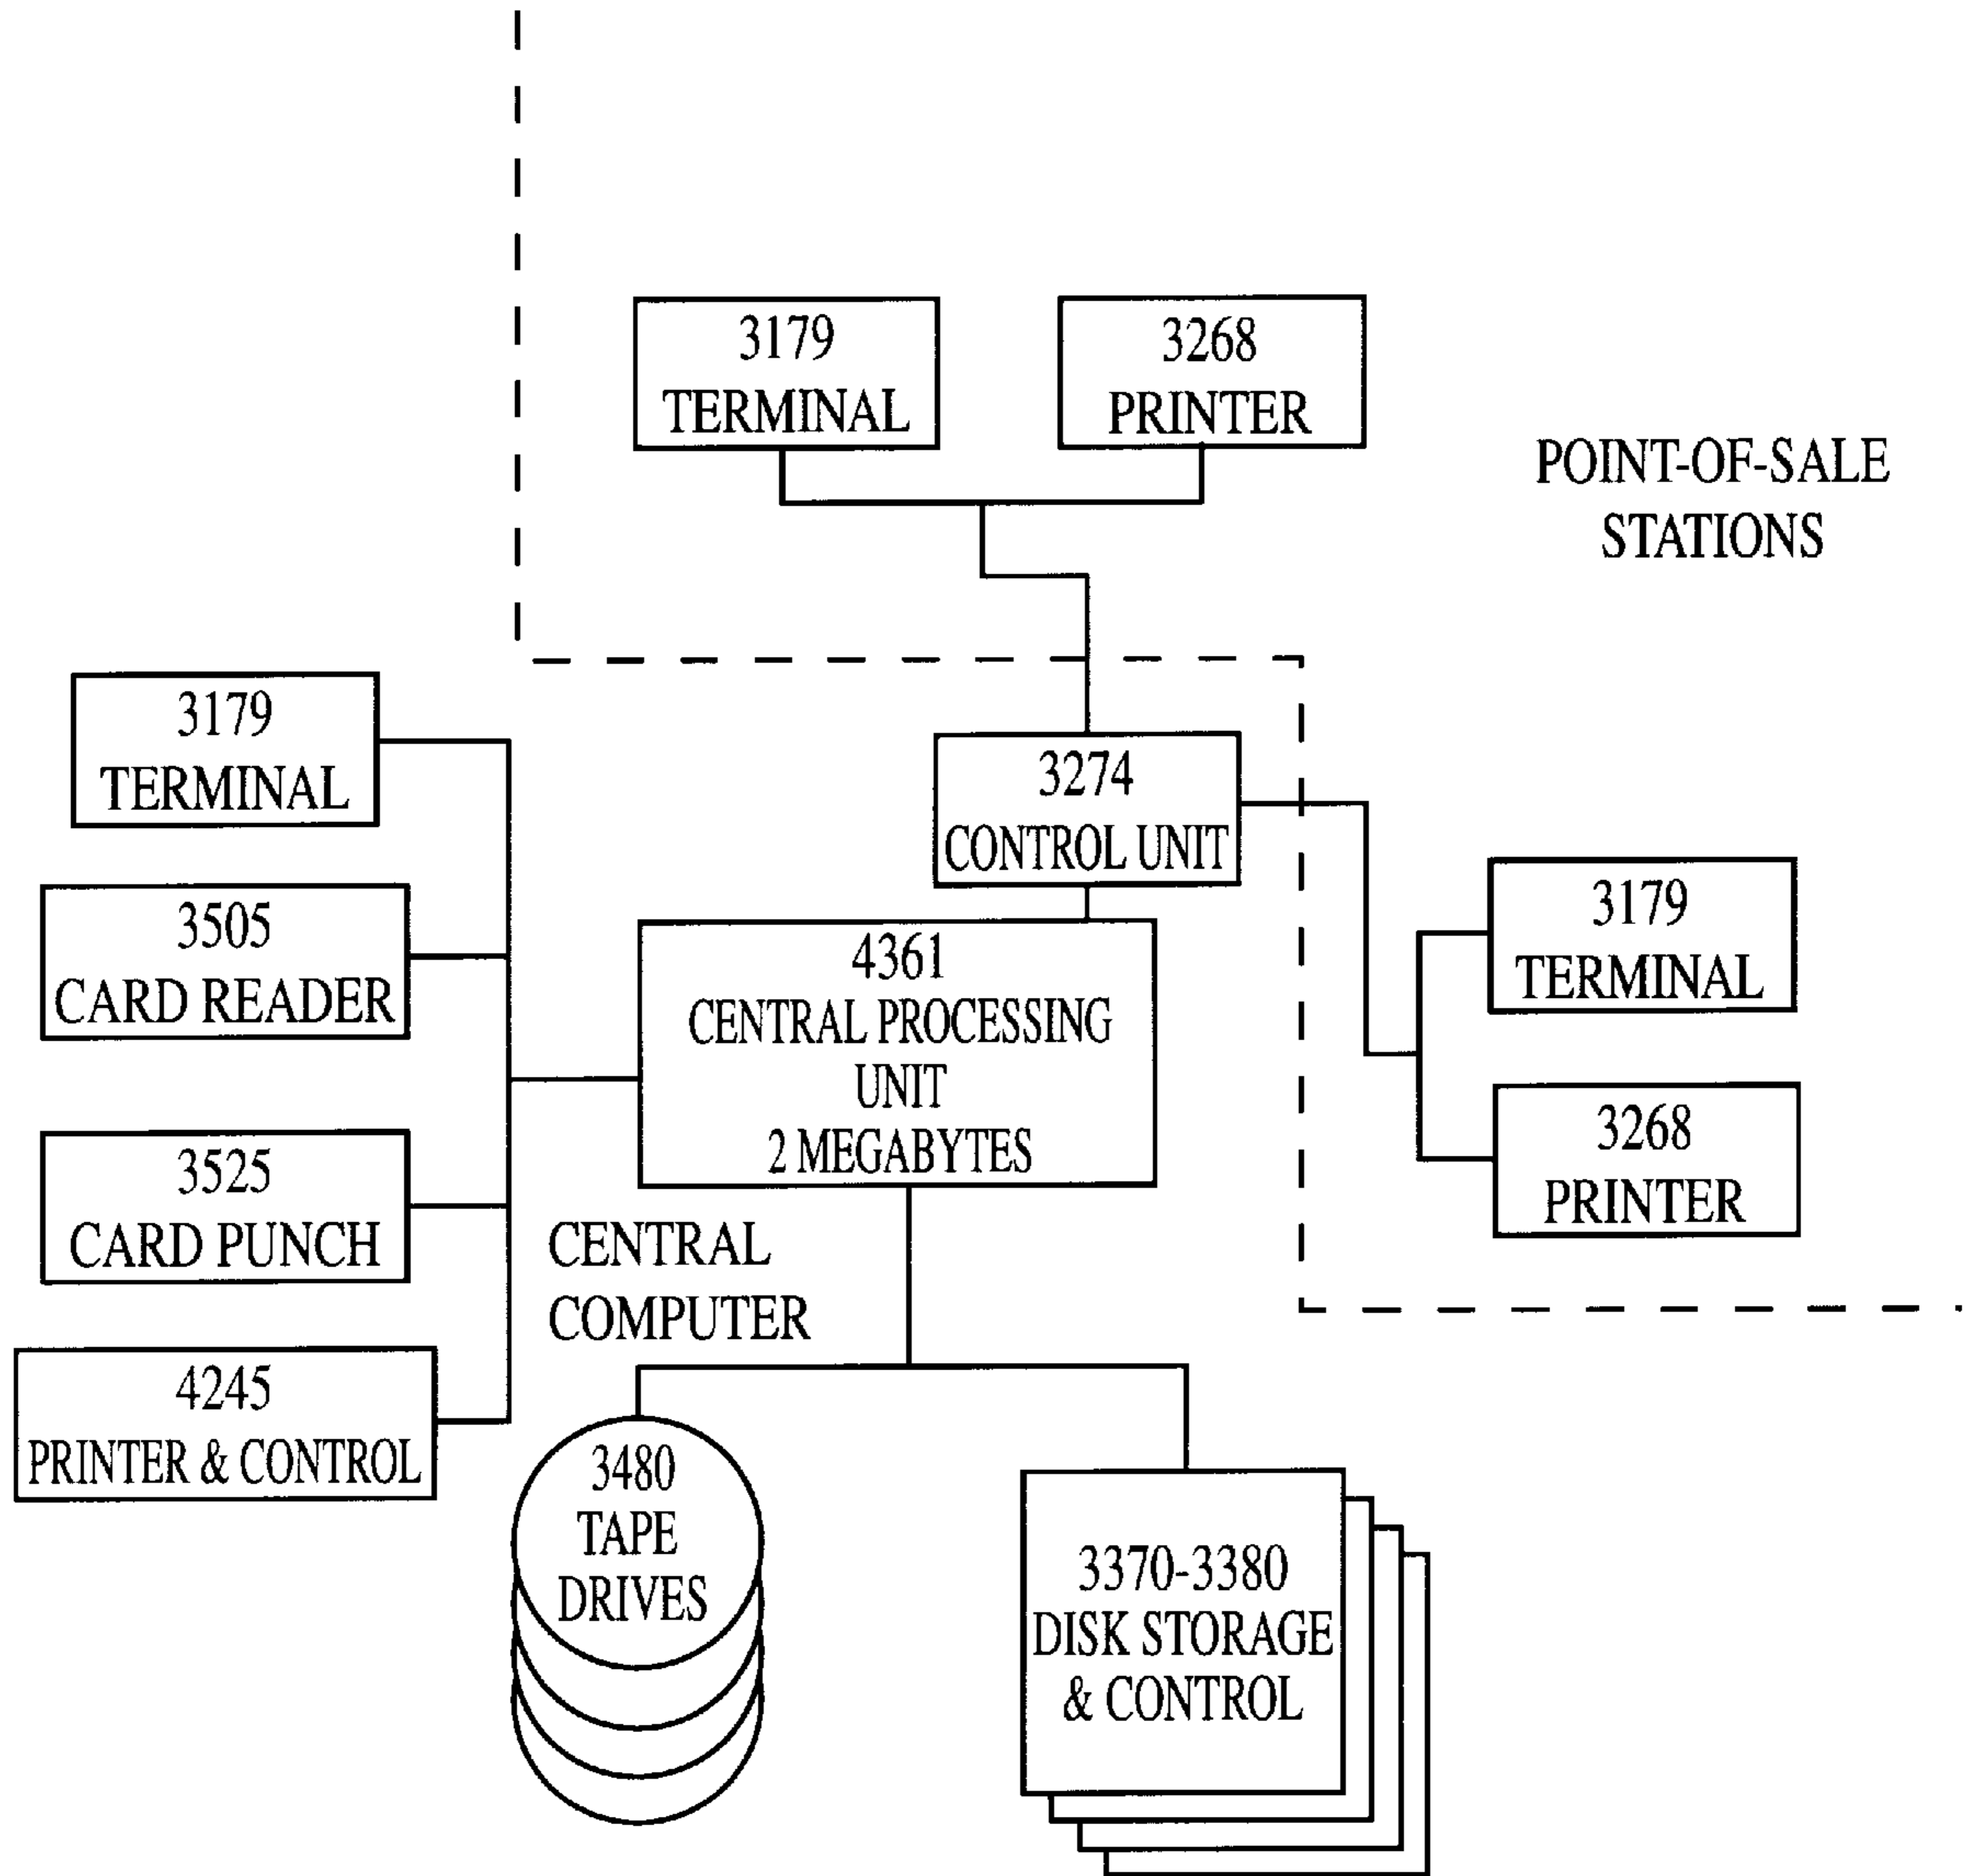 3179
TERMINAL
3268
PRINTER
POINT-OF-SALE
STATIONS
3179
TERMINAL
3274
CONTROL UNIT
3505
CARD READER
4361
CENTRAL PROCESSING
UNIT
2 MEGABYTES
3179
TERMINAL
3525
CARD PUNCH
3268
PRINTER
CENTRAL
COMPUTER
4245
PRINTER & CONTROL
3480
TAPE
DRIVES
3370-3380
DISK STORAGE
& CONTROL